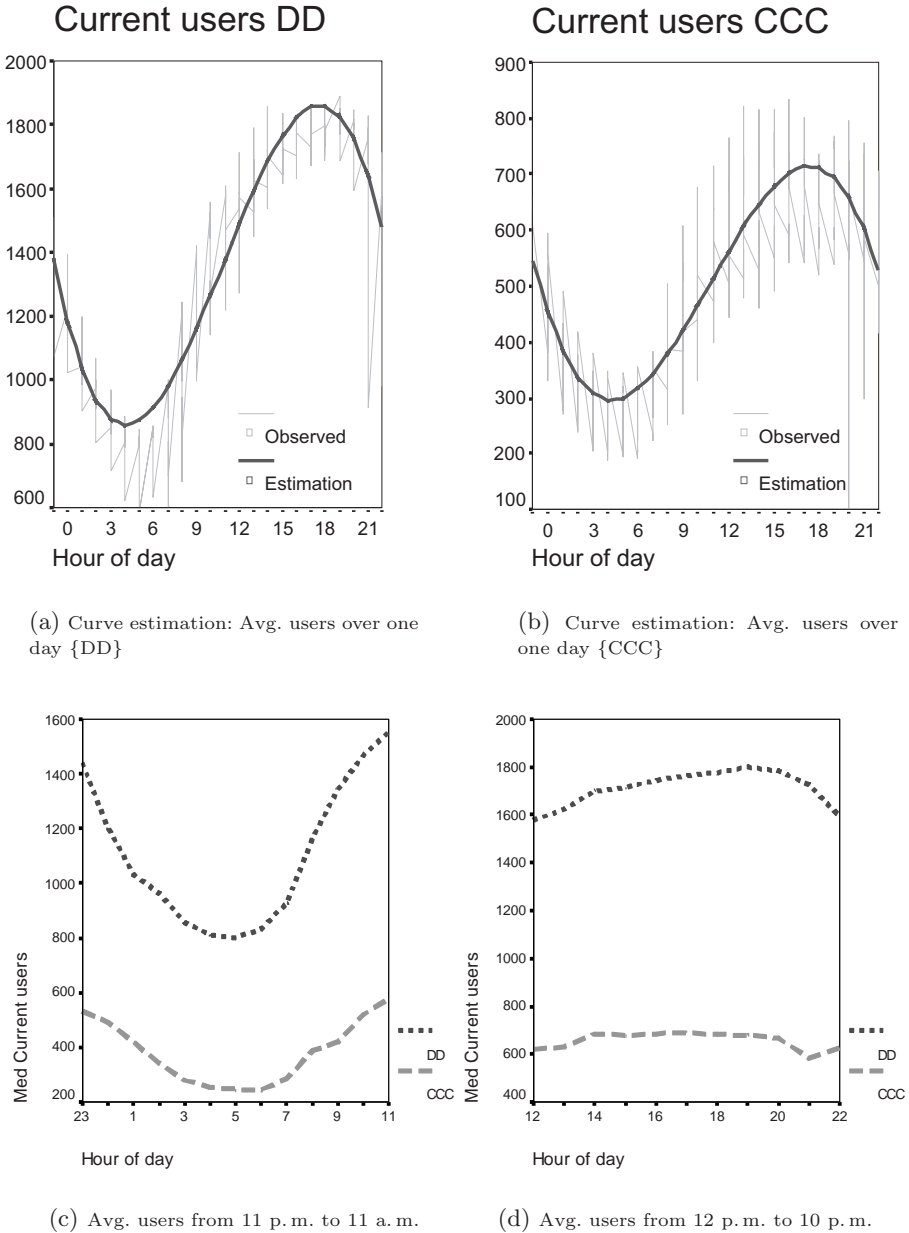 Current users DD
2000
1800
1600
1400
1200
1000
800
600
Observed
Estimation
0 3 6 9 12 15 18 21
Hour of day
(a) Curve estimation: Avg. users over one
day {DD}
Current users CCC
900
800
700
600
500
400
300
200
100
Observed
Estimation
0 3 6 9 12 15 18 21
Hour of day
(b) Curve estimation: Avg. users over
one day {CCC}
1600
1400
1200
1000
800
600
400
200
Med Current users
23 1 3 5 7 9 11
Hour of day
DD
CCC
(c) Avg. users from 11 p. m. to 11 a. m.
2000
1800
1600
1400
1200
1000
800
600
400
Med Current users
12 14 16 18 20 22
Hour of day
DD
CCC
(d) Avg. users from 12 p. m. to 10 p. m.